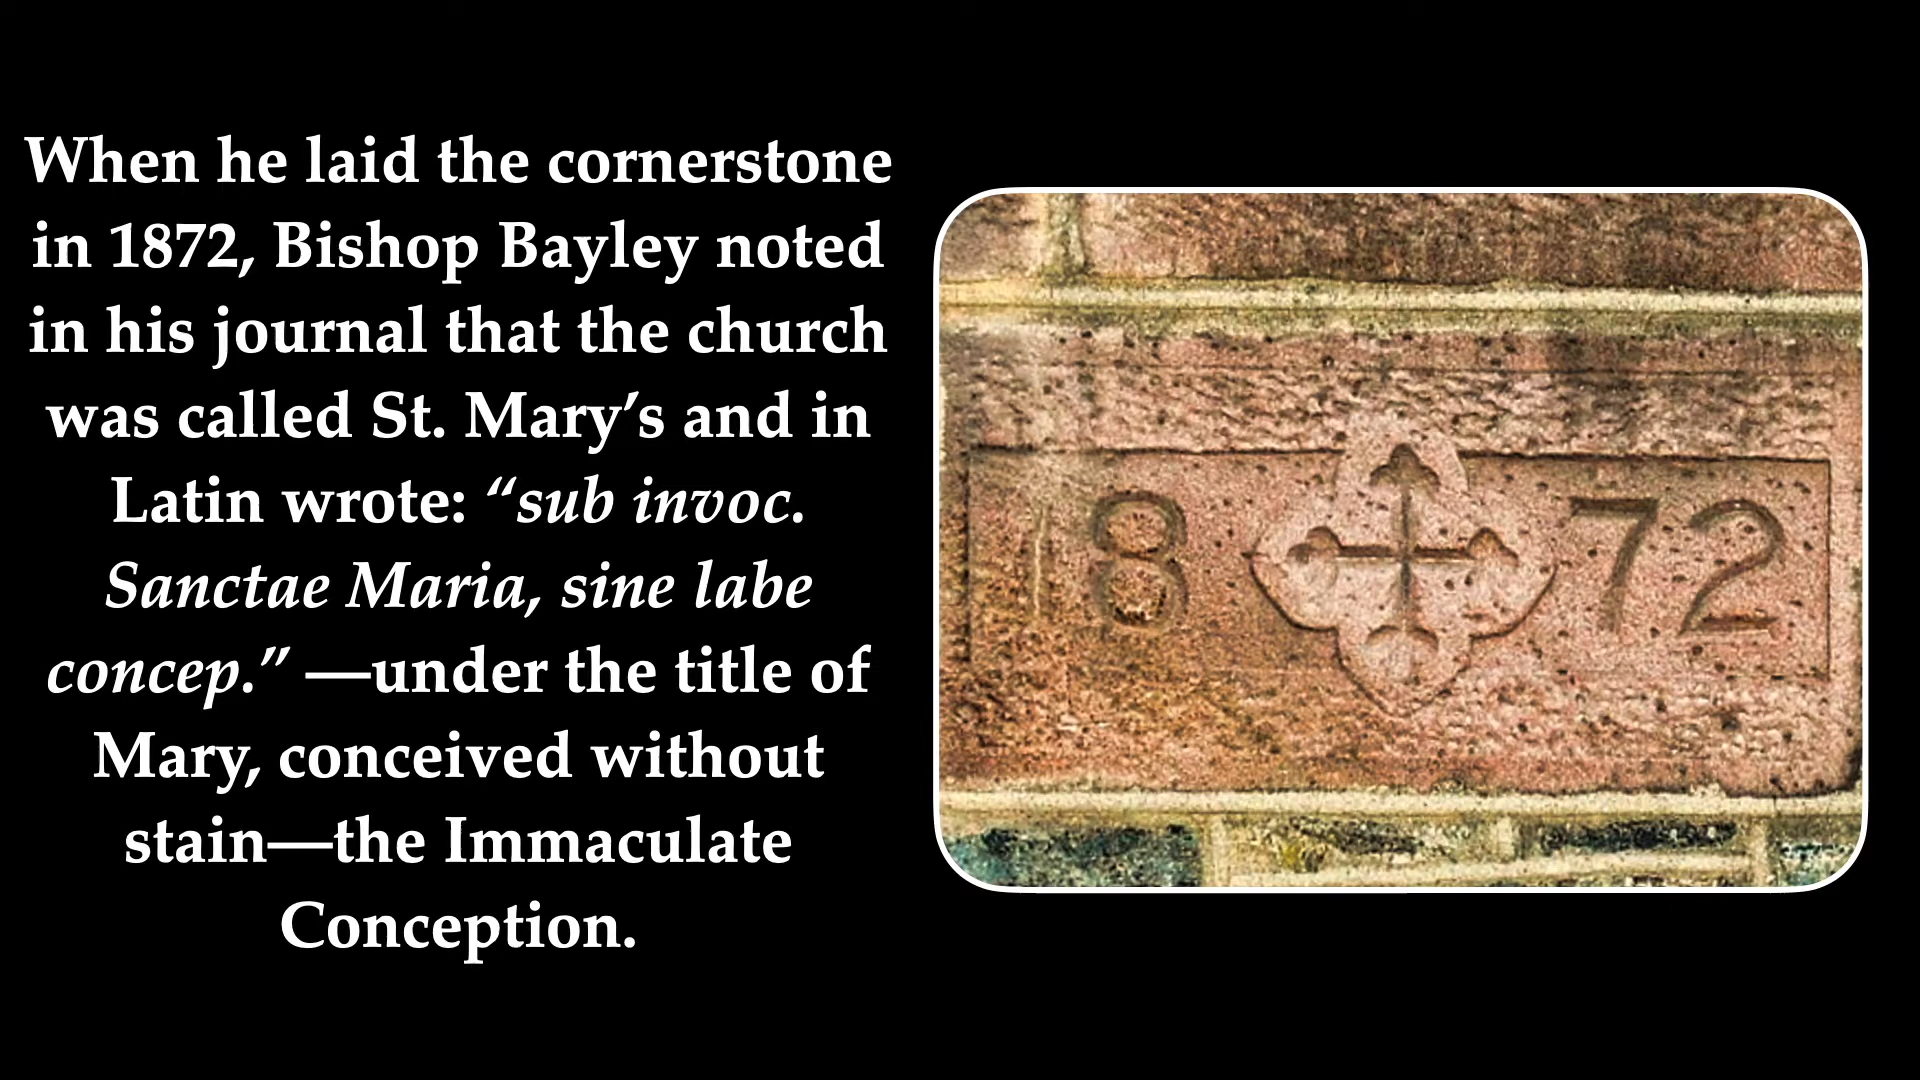 When he laid the cornerstone
in 1872, Bishop Bayley noted
in his journal that the church
was called St. Mary’s and in
Latin wrote: “sub invoc.
Sanctae Maria, sine labe
concep.” —under the title of
Mary, conceived without
stain—the Immaculate
Conception.
18 72